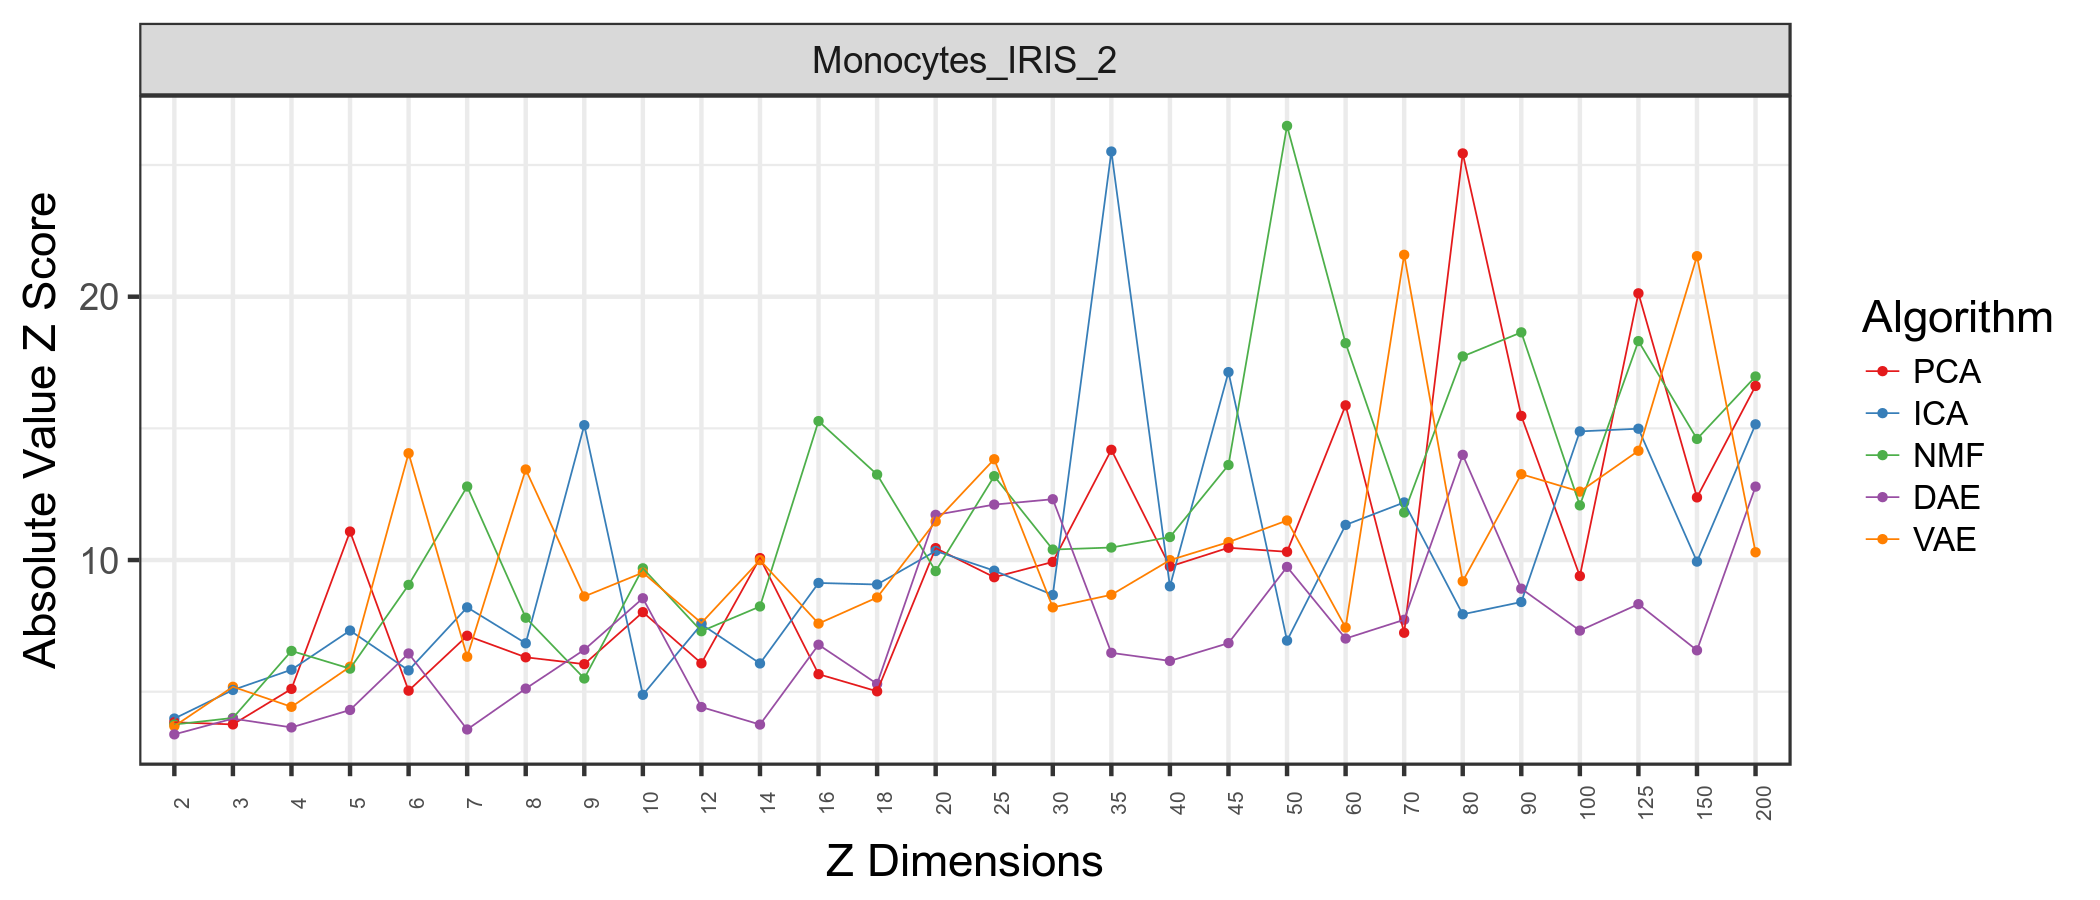 Monocytes_IRIS_2
Absolute Value Z Score
20
10
2 3 4 5 6 7 8 9 10 12 14 16 18 20 25 30 35 40 45 50 60 70 80 90 100 125 150 200
Z Dimensions
Algorithm
PCA
ICA
NMF
DAE
VAE